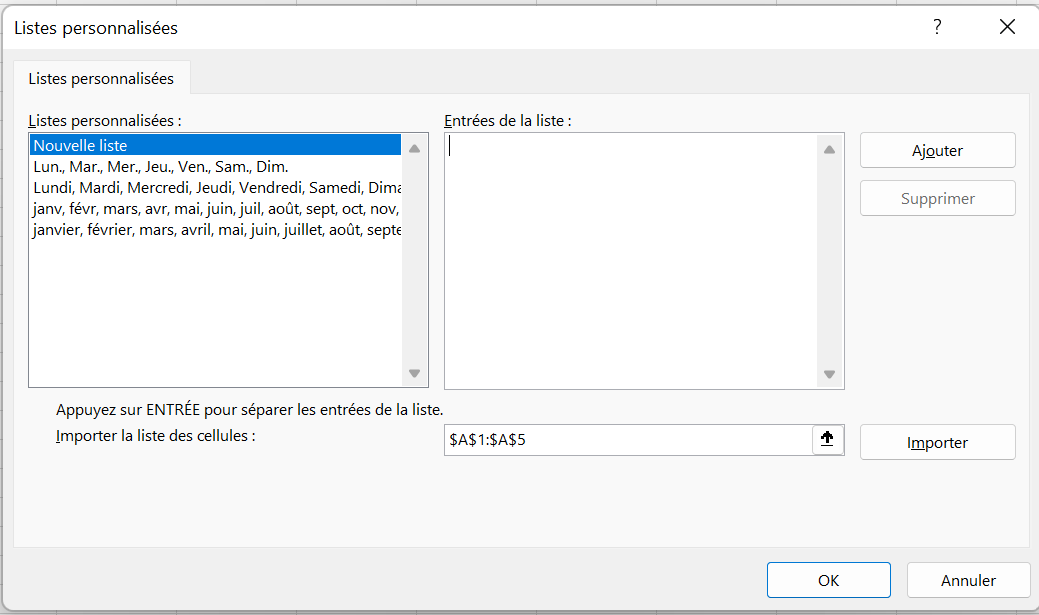 Listes personnalisées
?
Listes personnalisées
Listes personnalisées :
Entrées de la liste :
Nouvelle liste
Lun., Mar., Mer., Jeu., Ven., Sam., Dim.
Lundi, Mardi, Mercredi, Jeudi, Vendredi, Samedi, Dima
janv, févr, mars, avr, mai, juin, juil, août, sept, oct, nov,
janvier, février, mars, avril, mai, juin, juillet, août, septe
Ajouter
Supprimer
Appuyez sur ENTRÉE pour séparer les entrées de la liste.
Importer la liste des cellules :
$A$1:$A$5
Importer
OK
Annuler